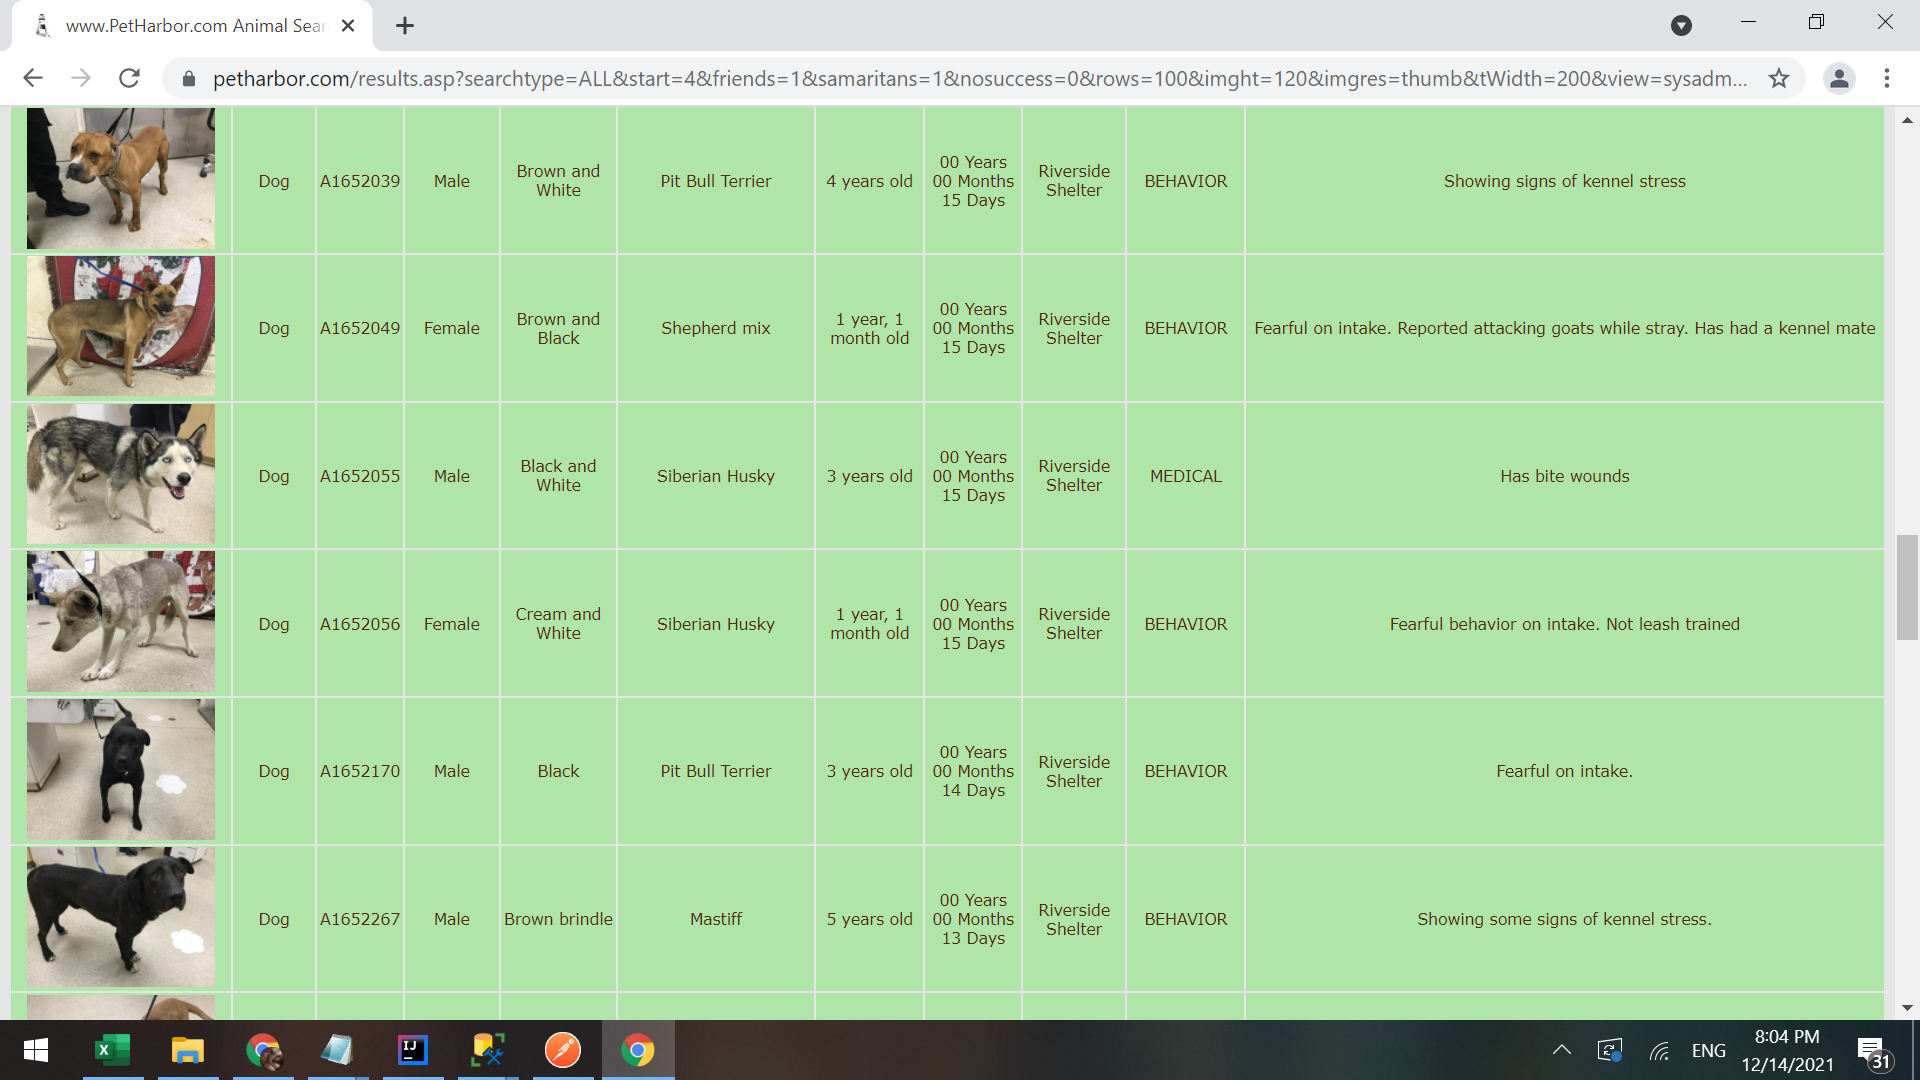 www.PetHarbor.com Animal Sear
petharbor.com/results.asp?searchtype=ALL&start=4&friends=1&samaritans=1&nosuccess=0&rows=100&imght=120&imgres=thumb&tWidth=200&view=sysadm...
Dog
A1652039
Male
Brown and
White
Pit Bull Terrier
4 years old
00 Years
00 Months
15 Days
Riverside
Shelter
BEHAVIOR
Showing signs of kennel stress
Dog
A1652049
Female
Brown and
Black
Shepherd mix
1 year, 1
month old
00 Years
00 Months
15 Days
Riverside
Shelter
BEHAVIOR
Fearful on intake. Reported attacking goats while stray. Has had a kennel mate
Dog
A1652055
Male
Black and
White
Siberian Husky
3 years old
00 Years
00 Months
15 Days
Riverside
Shelter
MEDICAL
Has bite wounds
Dog
A1652056
Female
Cream and
White
Siberian Husky
1 year, 1
month old
00 Years
00 Months
15 Days
Riverside
Shelter
BEHAVIOR
Fearful behavior on intake. Not leash trained
Dog
A1652170
Male
Black
Pit Bull Terrier
3 years old
00 Years
00 Months
14 Days
Riverside
Shelter
BEHAVIOR
Fearful on intake.
Dog
A1652267
Male
Brown brindle
Mastiff
5 years old
00 Years
00 Months
13 Days
Riverside
Shelter
BEHAVIOR
Showing some signs of kennel stress.
X
IJ
ENG
8:04 PM
12/14/2021
31